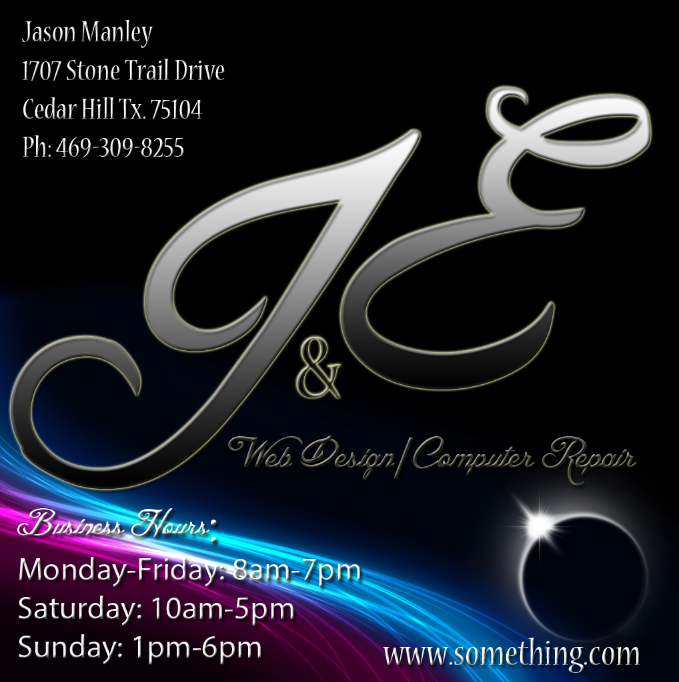 Jason Manley
1707 Stone Trail Drive
Cedar Hill Tx. 75104
Ph: 469-309-8255
J & E
Web Design/Computer Repair
Business Hours:
Monday-Friday: 8am-7pm
Saturday: 10am-5pm
Sunday: 1pm-6pm
www.something.com